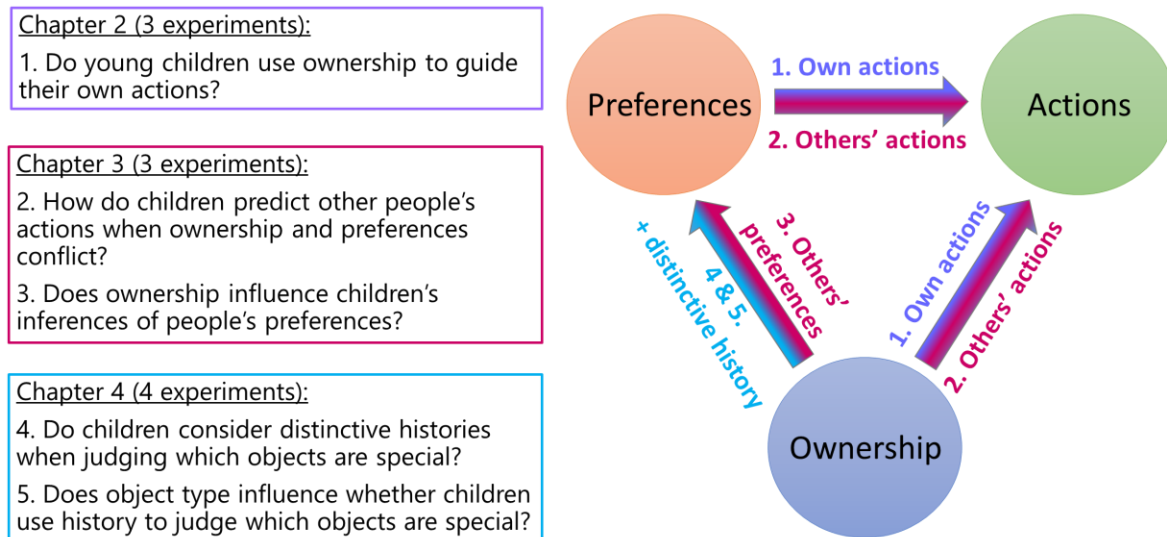 Chapter 2 (3 experiments):
1. Do young children use ownership to guide
their own actions?
Chapter 3 (3 experiments):
2. How do children predict other people’s
actions when ownership and preferences
conflict?
3. Does ownership influence children’s
inferences of people’s preferences?
Chapter 4 (4 experiments):
4. Do children consider distinctive histories
when judging which objects are special?
5. Does object type influence whether children
use history to judge which objects are special?
Preferences
1. Own actions
2. Others’ actions
Actions
3. Others’
preferences
4 & 5.
+ distinctive history
1. Own actions
2. Others’ actions
Ownership